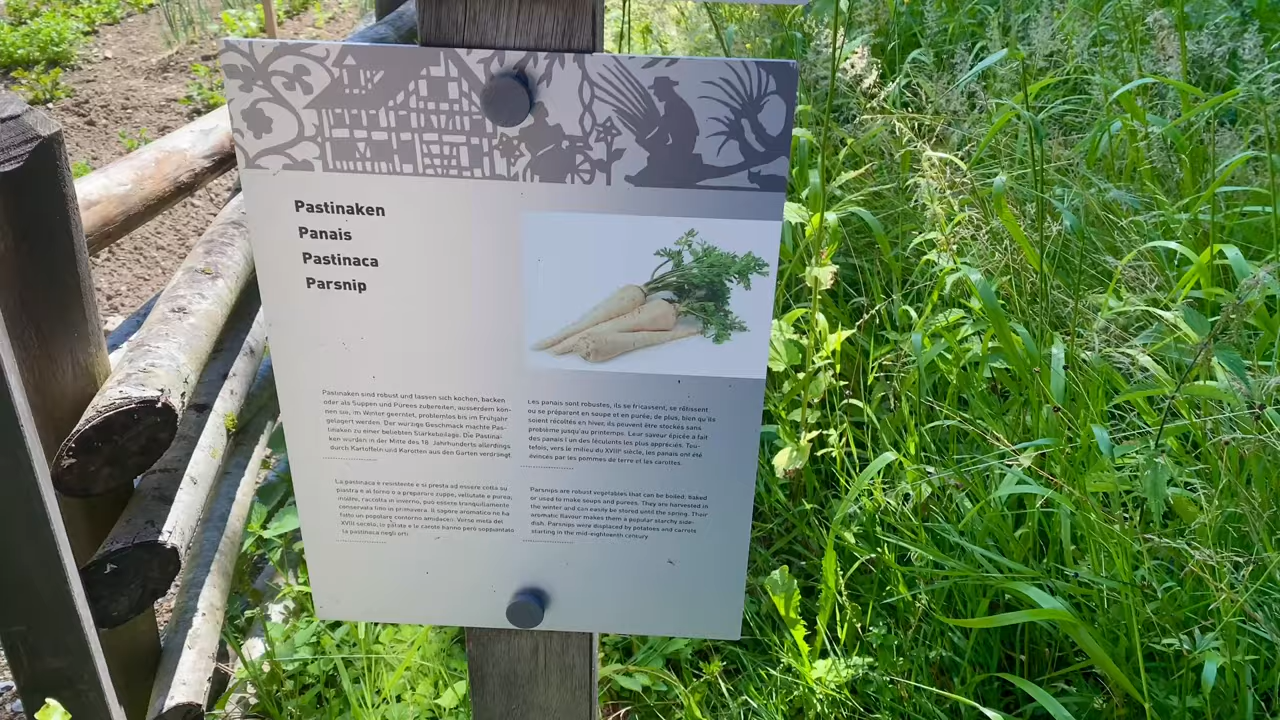 Pastinaken
Panais
Pastinaca
Parsnip
Pastinaken sind robust und lassen sich kochen, backen
oder als Suppen und Pürees zubereiten, ausserdem kön-
nen sie, im Winter geerntet, problemlos bis im Frühjahr
gelagert werden. Der würzige Geschmack machte Pas-
tinaken zu einer beliebten Stärkebeilage. Die Pastina-
ken wurden in der Mitte des 18. Jahrhunderts allerdings
durch Kartoffeln und Karotten aus den Gärten verdrängt.
Les panais sont robustes, ils se fricassent, se rôtissent
ou se préparent en soupe et en purée, de plus, bien qu'ils
soient récoltés en hiver, ils peuvent être stockés sans
problème jusqu'au printemps. Leur saveur épicée a fait
des panais l'un des féculents les plus appréciés. Tou-
tefois, vers le milieu du XVIIIe siècle, les panais ont été
évincés par les pommes de terre et les carottes.
La pastinaca è resistente e si presta ad essere cotta su
piastra e al forno o a preparare zuppe, vellutate e purea;
inoltre, raccolta in inverno, può essere tranquillamente
conservata fino in primavera. Il sapore aromatico ne ha
fatto un popolare contorno amidaceo. Verso metà del
XVIII secolo, le patate e le carote hanno però soppiantato
la pastinaca negli orti.
Parsnips are robust vegetables that can be boiled, baked
or used to make soups and purees. They are harvested in
the winter and can easily be stored until the spring. Their
aromatic flavour makes them a popular starchy side-
dish. Parsnips were displaced by potatoes and carrots
starting in the mid-eighteenth century.